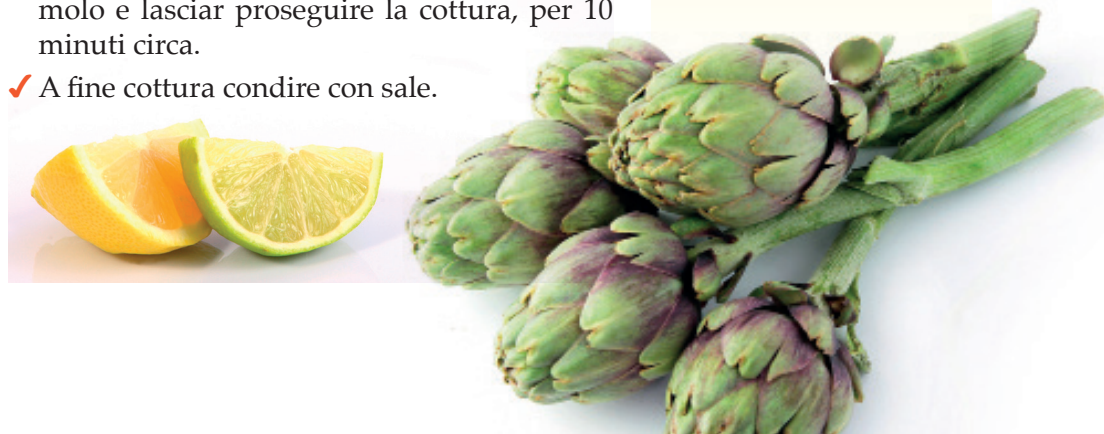 molo e lasciar proseguire la cottura, per 10
minuti circa.
✓ A fine cottura condire con sale.